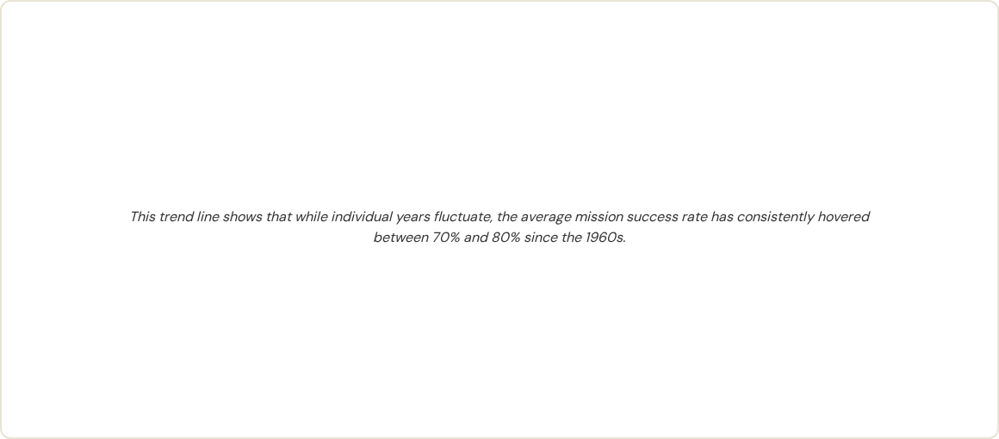 This trend line shows that while individual years fluctuate, the average mission success rate has consistently hovered
between 70% and 80% since the 1960s.